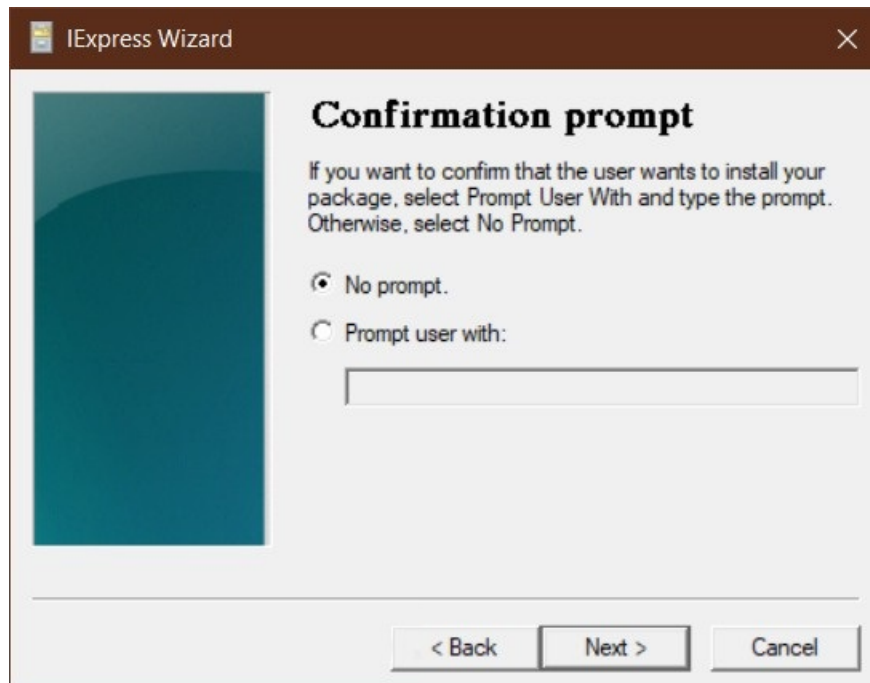 IExpress Wizard
Confirmation prompt
If you want to confirm that the user wants to install your
package, select Prompt User With and type the prompt.
Otherwise, select No Prompt.
No prompt.
Prompt user with:
< Back Next > Cancel